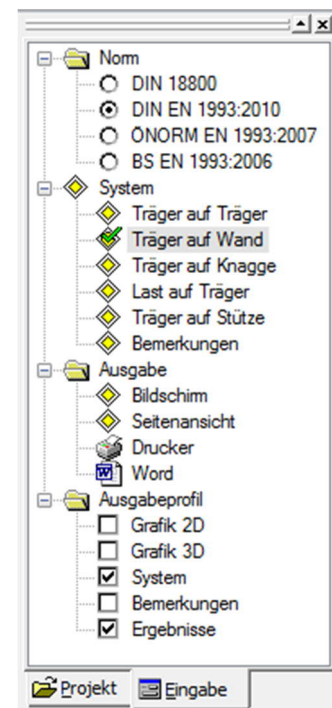 Norm
DIN 18800
DIN EN 1993:2010
ÖNORM EN 1993:2007
BS EN 1993:2006
System
Träger auf Träger
Träger auf Wand
Träger auf Knagge
Last auf Träger
Träger auf Stütze
Bemerkungen
Ausgabe
Bildschirm
Seitenansicht
Drucker
Word
Ausgabeprofil
Grafik 2D
Grafik 3D
System
Bemerkungen
Ergebnisse
Projekt Eingabe